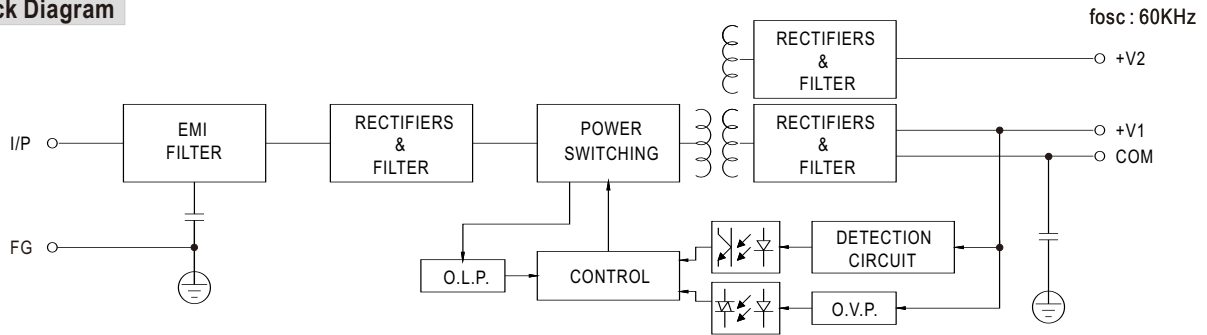 ck Diagram
fosc : 60KHz
RECTIFIERS
&
FILTER
+V2
I/P
EMI
FILTER
RECTIFIERS
&
FILTER
POWER
SWITCHING
RECTIFIERS
&
FILTER
+V1
COM
FG
O.L.P.
CONTROL
DETECTION
CIRCUIT
O.V.P.